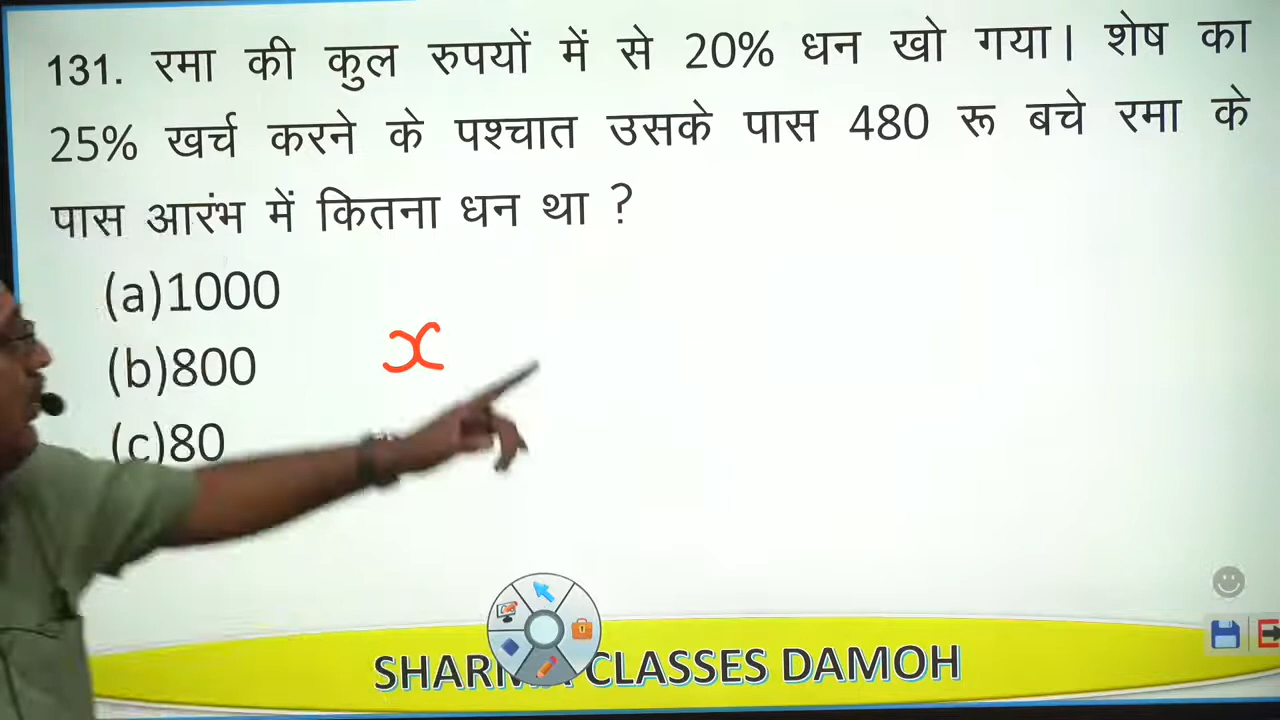 131. रमा की कुल रुपयों में से 20% धन खो गया। शेष का
25% खर्च करने के पश्चात उसके पास 480 रू बचे रमा के
पास आरंभ में कितना धन था ?
(a)1000
(b)800
(c)80
x
CLASSES DAMOH